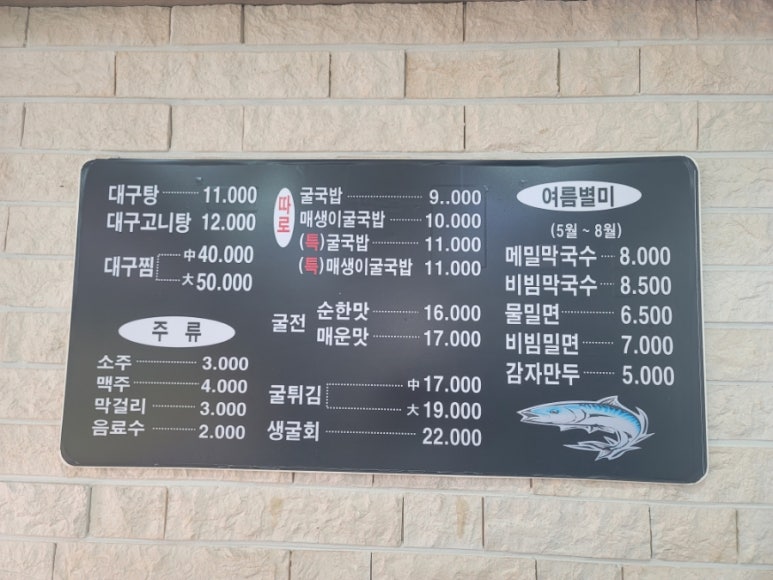 대구탕 11.000
대구고니탕 12.000
대구찜 中 40.000
大 50.000
주 류
소주 3.000
맥주 4.000
막걸리 3.000
음료수 2.000
따로
굴국밥 9..000
매생이굴국밥 10.000
(특)굴국밥 11.000
(특)매생이굴국밥 11.000
굴전 순한맛 16.000
매운맛 17.000
굴튀김 中 17.000
大 19.000
생굴회 22.000
여름별미
(5월 ~ 8월)
메밀막국수 8.000
비빔막국수 8.500
물밀면 6.500
비빔밀면 7.000
감자만두 5.000